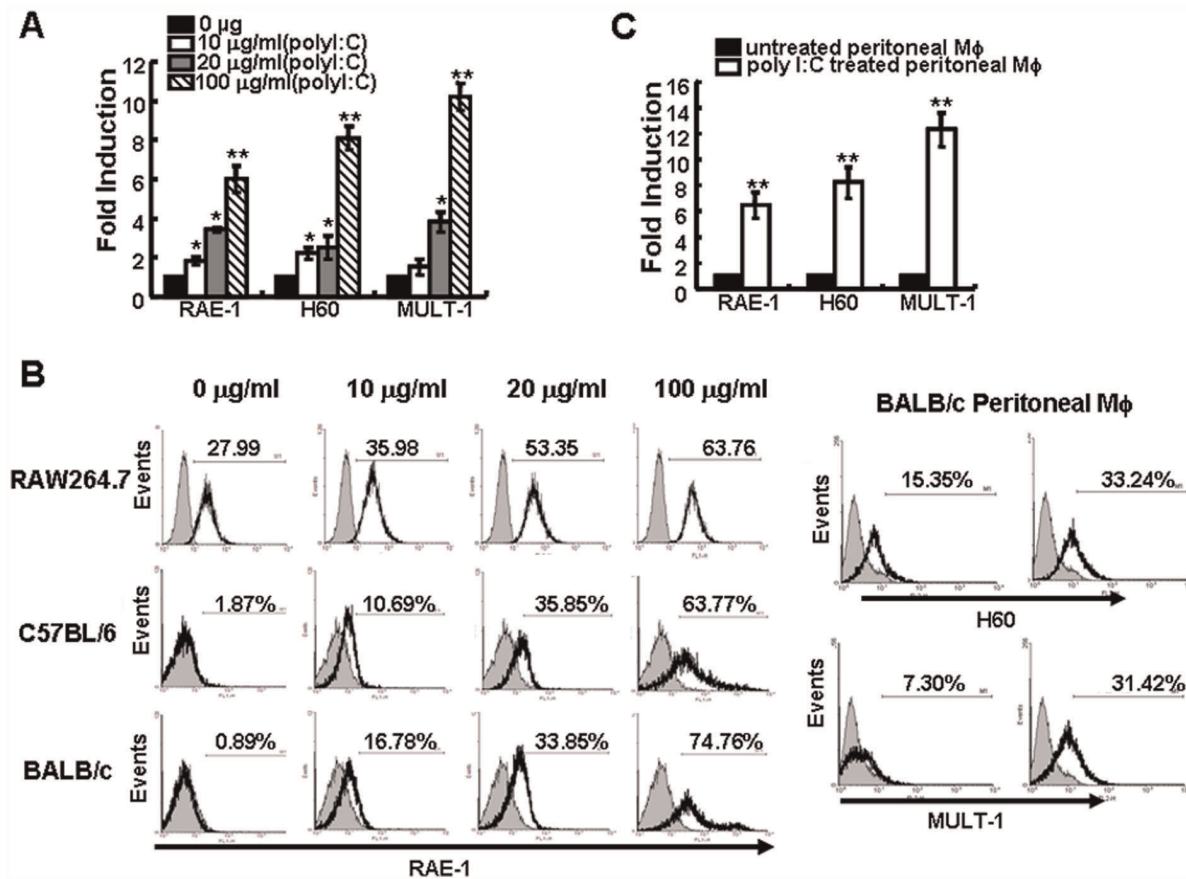 A
0 µg
10 µg/ml(polyI:C)
20 µg/ml(polyI:C)
100 µg/ml(polyI:C)
Fold Induction
12
10
8
6
4
2
0
* * **
* * **
* **
RAE-1 H60 MULT-1
C
untreated peritoneal Mϕ
poly I:C treated peritoneal Mϕ
Fold Induction
16
14
12
10
8
6
4
2
0
** ** **
RAE-1 H60 MULT-1
B
0 µg/ml 10 µg/ml 20 µg/ml 100 µg/ml
RAW264.7
Events
27.99 35.98 53.35 63.76
C57BL/6
Events
1.87% 10.69% 35.85% 63.77%
BALB/c
Events
0.89% 16.78% 33.85% 74.76%
RAE-1
BALB/c Peritoneal Mϕ
Events
15.35% 33.24%
H60
Events
7.30% 31.42%
MULT-1